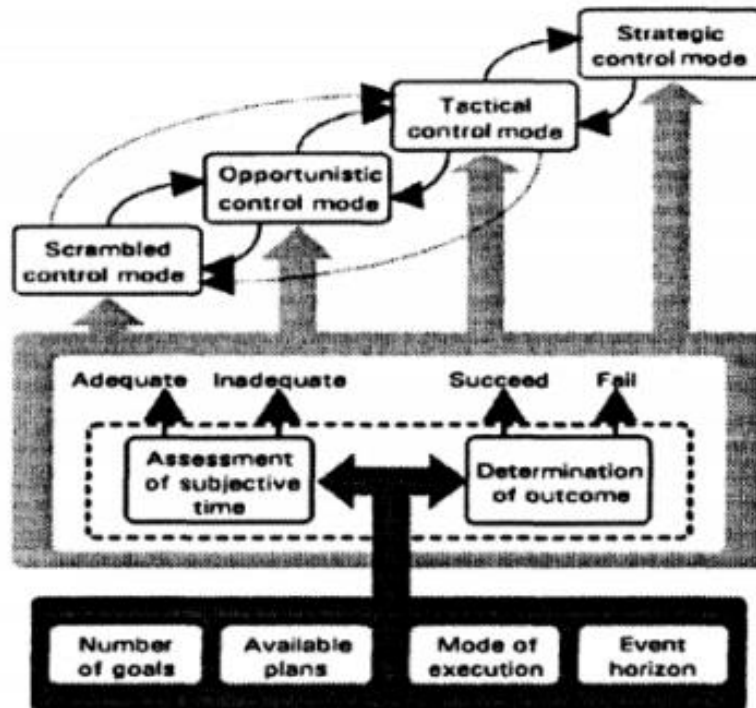 Strategic
control mode
Tactical
control mode
Opportunistic
control mode
Scrambled
control mode
Adequate
Inadequate
Succeed
Fail
Assessment
of subjective
time
Determination
of outcome
Number
of goals
Available
plans
Mode of
execution
Event
horizon